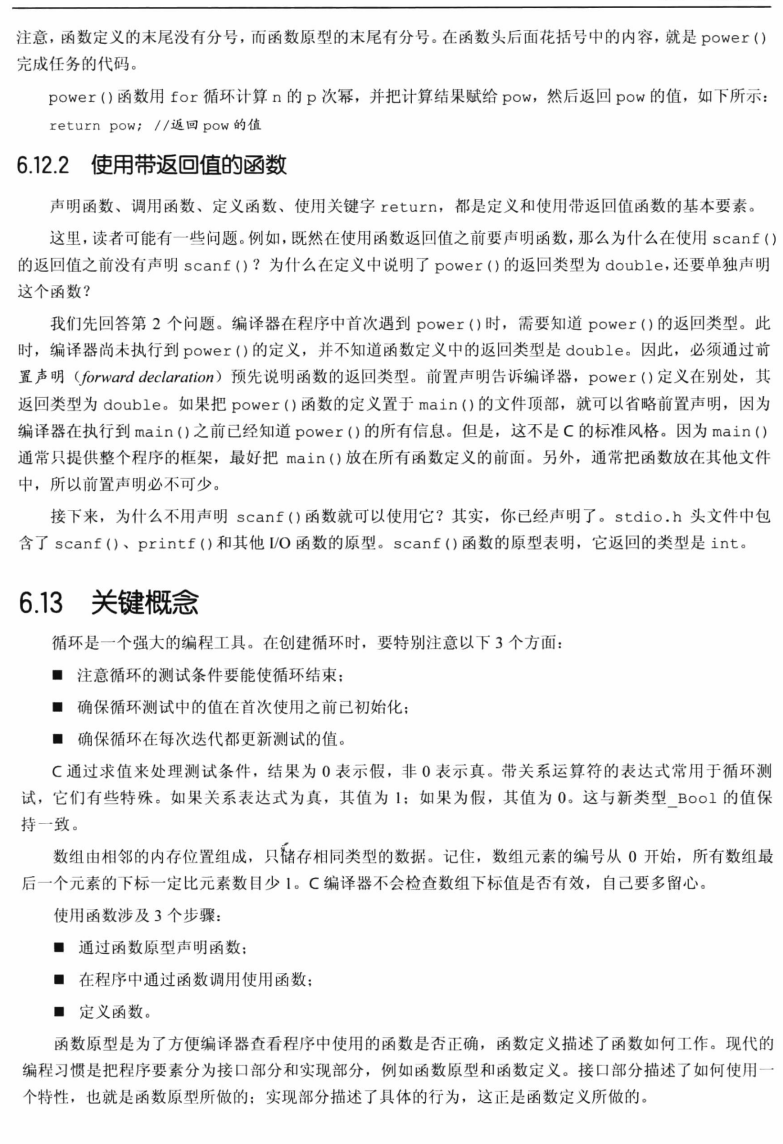 注意，函数定义的末尾没有分号，而函数原型的末尾有分号。在函数头后面花括号中的内容，就是 power()
完成任务的代码。
power()函数用 for 循环计算 n 的 p 次幂，并把计算结果赋给 pow，然后返回 pow 的值，如下所示：
return pow; //返回 pow 的值
6.12.2 使用带返回值的函数
声明函数、调用函数、定义函数、使用关键字 return，都是定义和使用带返回值函数的基本要素。
这里，读者可能有一些问题。例如，既然在使用函数返回值之前要声明函数，那么为什么在使用 scanf()
的返回值之前没有声明 scanf()？为什么在定义中说明了 power()的返回类型为 double，还要单独声明
这个函数？
我们先回答第 2 个问题。编译器在程序中首次遇到 power()时，需要知道 power()的返回类型。此
时，编译器尚未执行到 power()的定义，并不知道函数定义中的返回类型是 double。因此，必须通过前
置声明（forward declaration）预先说明函数的返回类型。前置声明告诉编译器，power()定义在别处，其
返回类型为 double。如果把 power()函数的定义置于 main()的文件顶部，就可以省略前置声明，因为
编译器在执行到 main()之前已经知道 power()的所有信息。但是，这不是 C 的标准风格。因为 main()
通常只提供整个程序的框架，最好把 main()放在所有函数定义的前面。另外，通常把函数放在其他文件
中，所以前置声明必不可少。
接下来，为什么不用声明 scanf()函数就可以使用它？其实，你已经声明了。stdio.h 头文件中包
含了 scanf()、printf()和其他 I/O 函数的原型。scanf()函数的原型表明，它返回的类型是 int。
6.13 关键概念
循环是一个强大的编程工具。在创建循环时，要特别注意以下 3 个方面：
■ 注意循环的测试条件要能使循环结束；
■ 确保循环测试中的值在首次使用之前已初始化；
■ 确保循环在每次迭代都更新测试的值。
C 通过求值来处理测试条件，结果为 0 表示假，非 0 表示真。带关系运算符的表达式常用于循环测
试，它们有些特殊。如果关系表达式为真，其值为 1；如果为假，其值为 0。这与新类型_Bool 的值保
持一致。
数组由相邻的内存位置组成，只储存相同类型的数据。记住，数组元素的编号从 0 开始，所有数组最
后一个元素的下标一定比元素数目少 1。C 编译器不会检查数组下标值是否有效，自己要多留心。
使用函数涉及 3 个步骤：
■ 通过函数原型声明函数；
■ 在程序中通过函数调用使用函数；
■ 定义函数。
函数原型是为了方便编译器查看程序中使用的函数是否正确，函数定义描述了函数如何工作。现代的
编程习惯是把程序要素分为接口部分和实现部分，例如函数原型和函数定义。接口部分描述了如何使用一
个特性，也就是函数原型所做的；实现部分描述了具体的行为，这正是函数定义所做的。